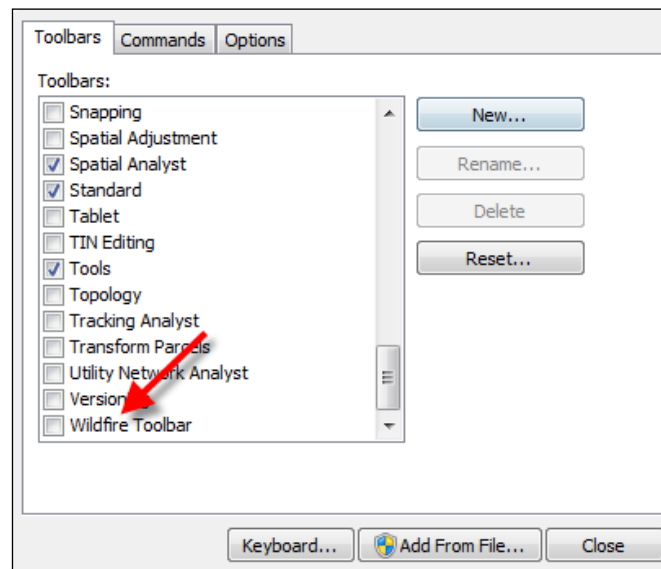 Toolbars Commands Options
Toolbars:
Snapping
Spatial Adjustment
Spatial Analyst
Standard
Tablet
TIN Editing
Tools
Topology
Tracking Analyst
Transform Parcels
Utility Network Analyst
Wildfire Toolbar
New...
Rename...
Delete
Reset...
Keyboard... Add From File... Close